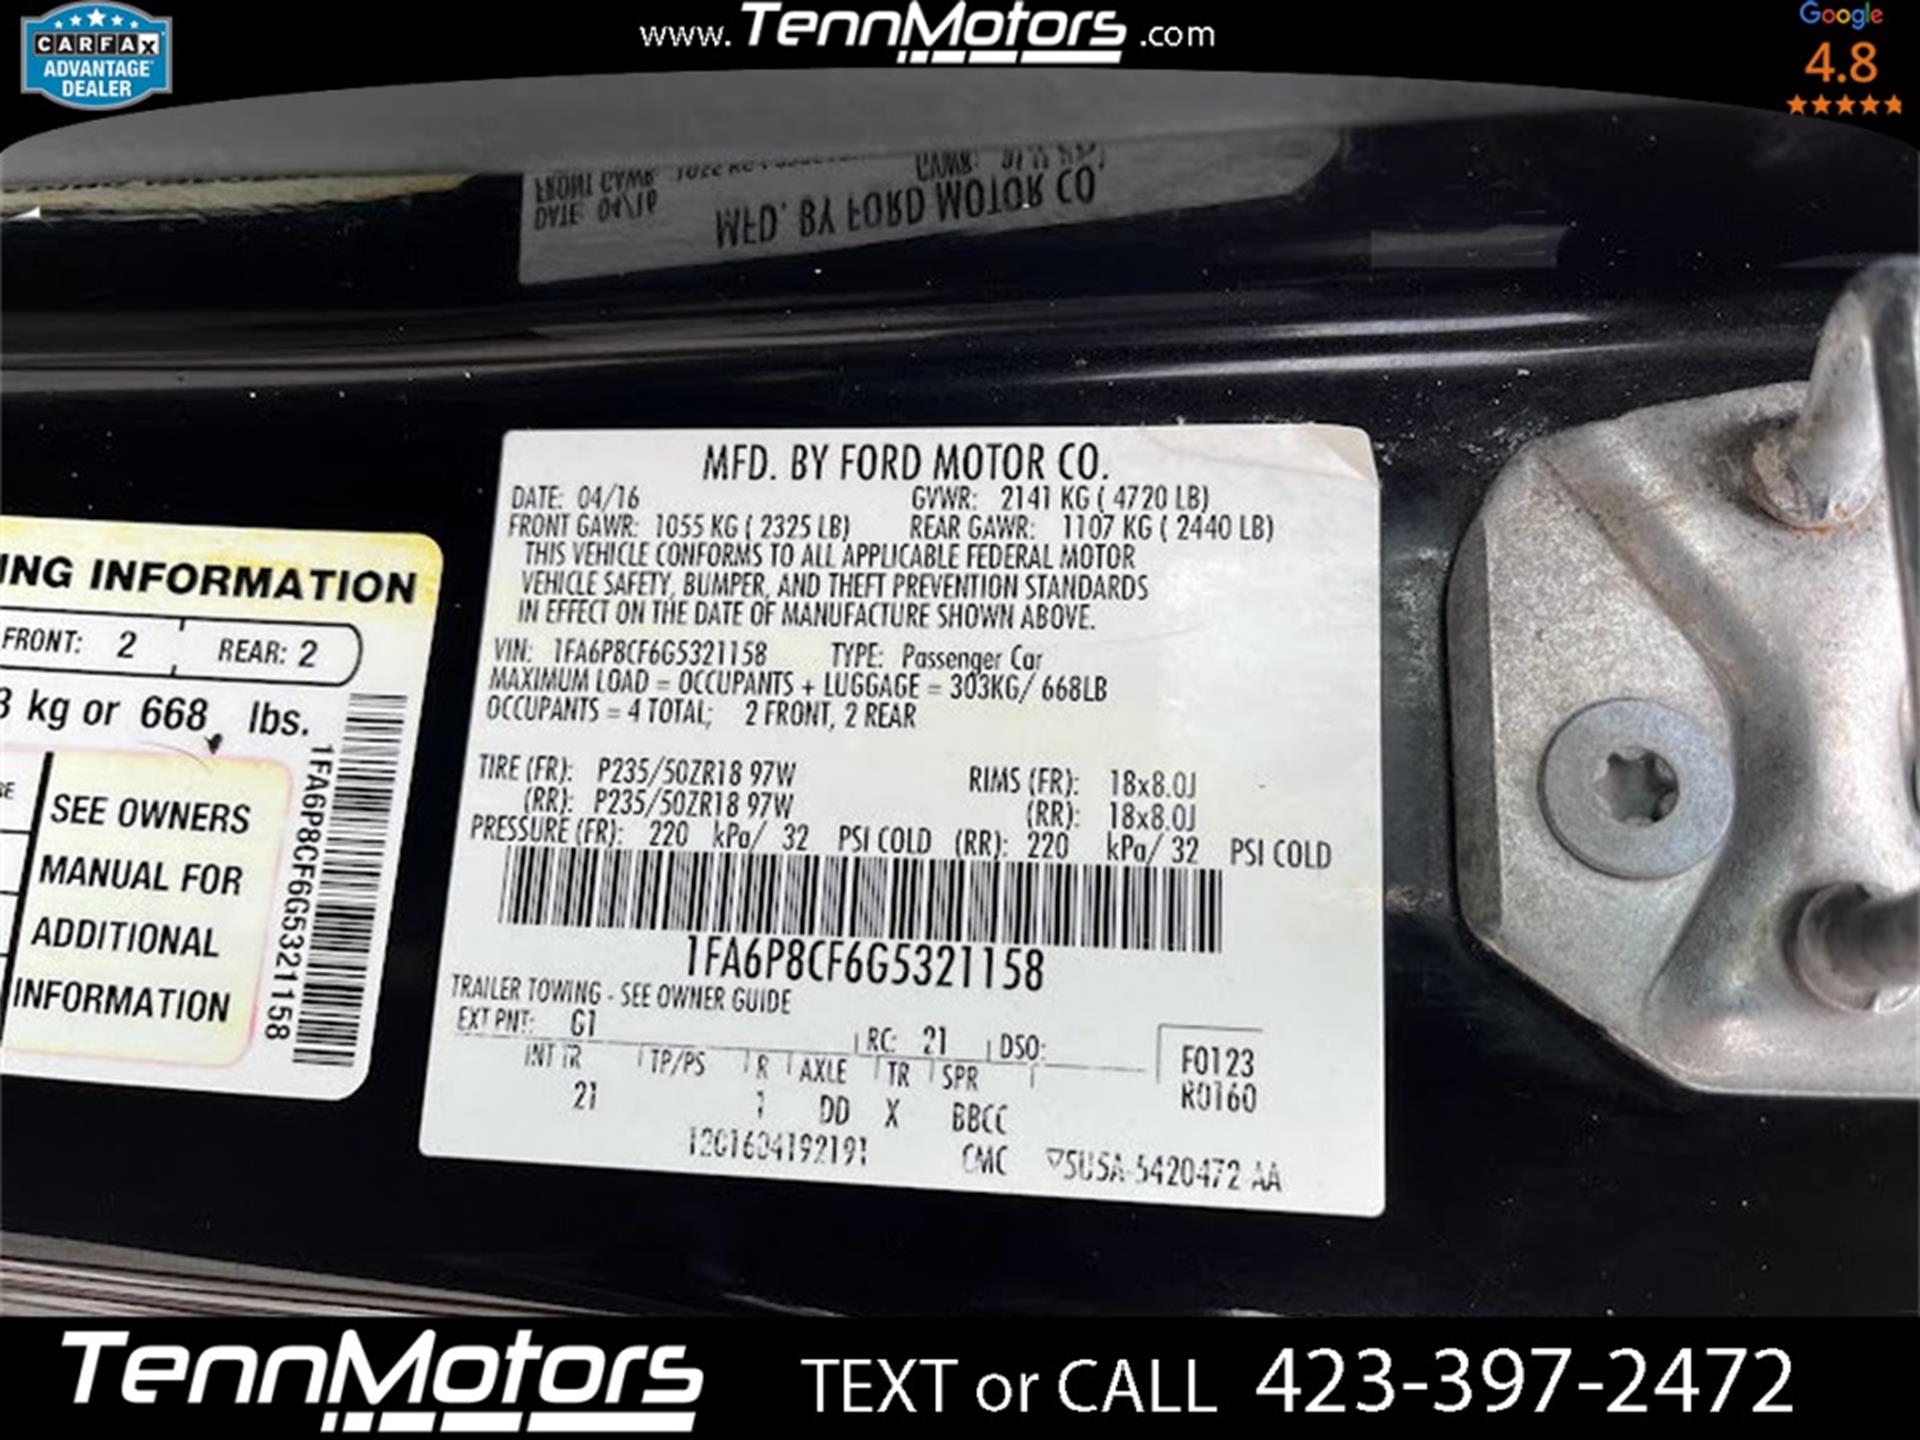 CARFAX
ADVANTAGE
DEALER
www.TennMotors.com
Google
4.8
MFD. BY FORD MOTOR CO.
DATE: 04/16
MFD. BY FORD MOTOR CO.
DATE: 04/16 GVWR: 2141 KG ( 4720 LB)
FRONT GAWR: 1055 KG ( 2325 LB) REAR GAWR: 1107 KG ( 2440 LB)
THIS VEHICLE CONFORMS TO ALL APPLICABLE FEDERAL MOTOR
VEHICLE SAFETY, BUMPER, AND THEFT PREVENTION STANDARDS
IN EFFECT ON THE DATE OF MANUFACTURE SHOWN ABOVE.
VIN: 1FA6P8CF6G5321158 TYPE: Passenger Car
MAXIMUM LOAD = OCCUPANTS + LUGGAGE = 303KG/ 668LB
OCCUPANTS = 4 TOTAL; 2 FRONT, 2 REAR
TIRE (FR): P235/50ZR18 97W RIMS (FR): 18x8.0J
(RR): P235/50ZR18 97W (RR): 18x8.0J
PRESSURE (FR): 220 kPa/ 32 PSI COLD (RR): 220 kPa/ 32 PSI COLD
1FA6P8CF6G5321158
TRAILER TOWING - SEE OWNER GUIDE
EXT PNT: G1 RC: 21 DSO: F0123
INT TR TP/PS R AXLE TR SPR R0160
21 1 DD X BBCC
1201604192191 CMC ▽5U5A-5420472-AA
ING INFORMATION
FRONT: 2 REAR: 2
3 kg or 668 lbs.
SEE OWNERS
MANUAL FOR
ADDITIONAL
INFORMATION
1FA6P8CF6G5321158
TennMotors TEXT or CALL 423-397-2472